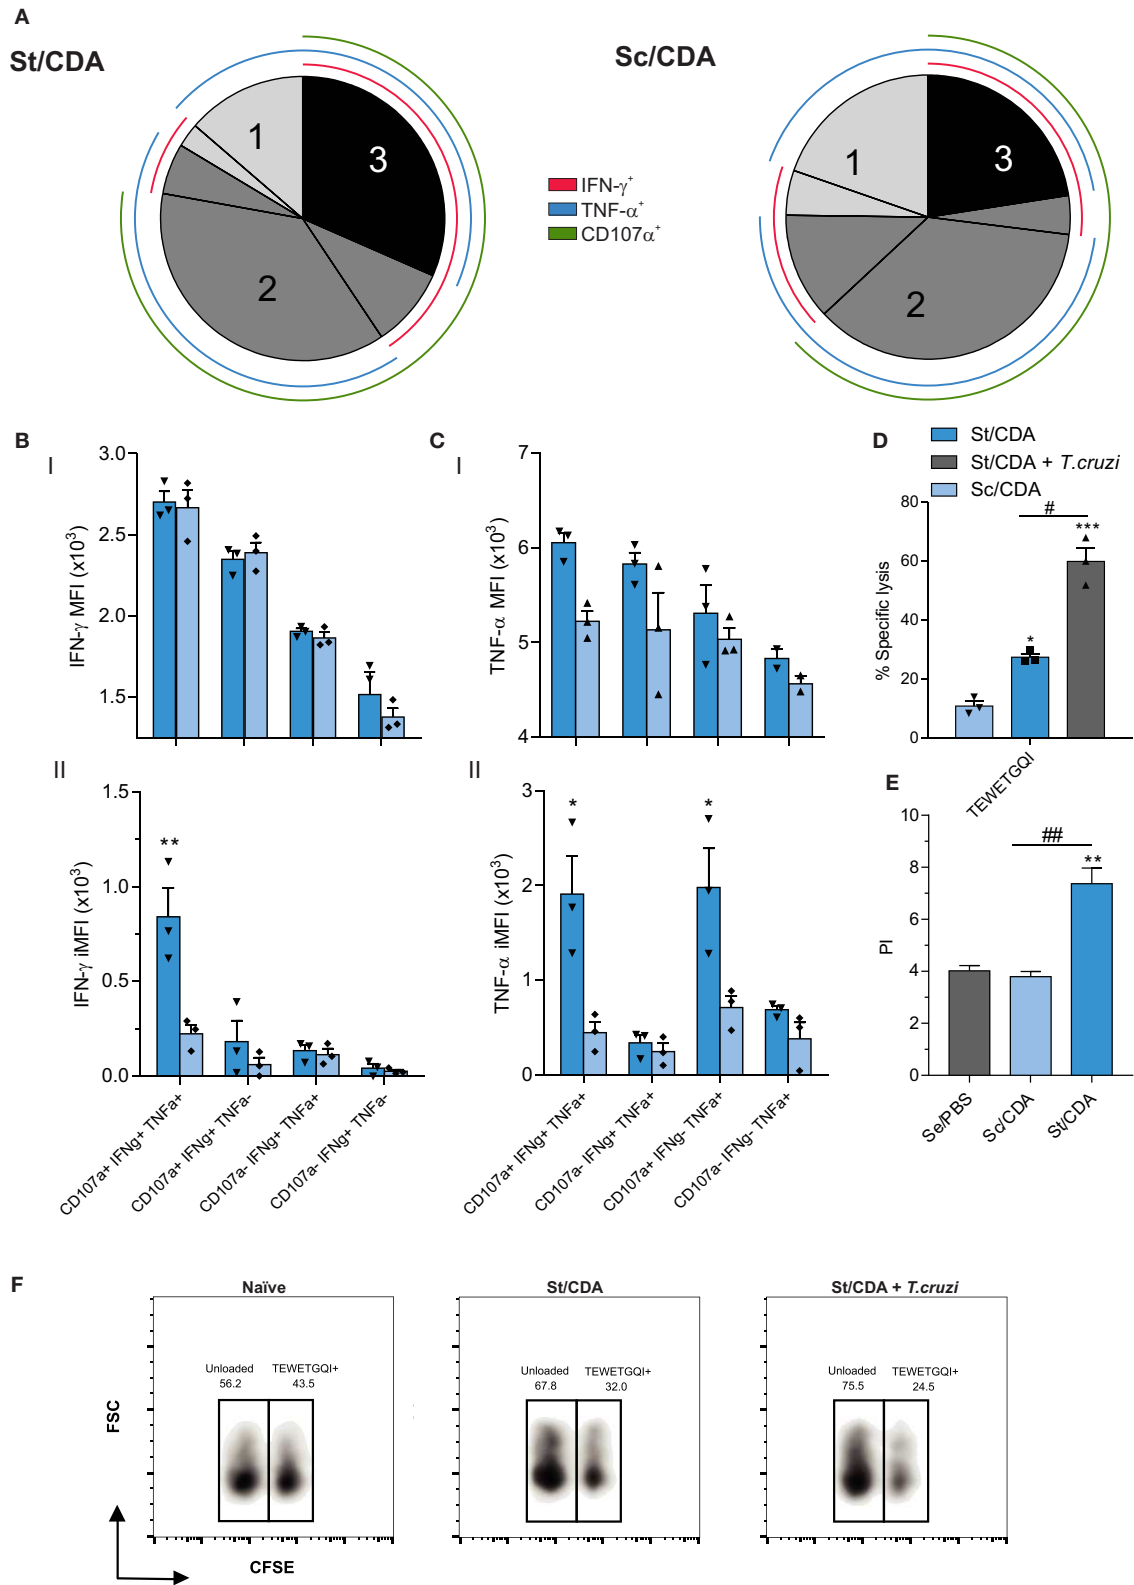 A
St/CDA
Sc/CDA
1
3
2
1
3
2
IFN-γ+
TNF-α+
CD107α+
B
I
3.0
2.5
2.0
1.5
IFN-γ MFI (x10³)
C
I
7
6
5
4
TNF-α MFI (x10³)
D
St/CDA
St/CDA + T.cruzi
Sc/CDA
80
60
40
20
0
% Specific lysis
#
***
*
TEWETGQI
II
1.5
1.0
0.5
0.0
IFN-γ iMFI (x10³)
**
CD107a+ IFNg+ TNFa+
CD107a+ IFNg+ TNFa-
CD107a- IFNg+ TNFa+
CD107a- IFNg+ TNFa-
II
3
2
1
0
TNF-α iMFI (x10³)
*
*
CD107a+ IFNg+ TNFa+
CD107a- IFNg+ TNFa+
CD107a+ IFNg- TNFa+
CD107a- IFNg- TNFa+
E
10
8
6
4
2
0
PI
##
**
Se/PBS
Sc/CDA
St/CDA
F
Naïve
St/CDA
St/CDA + T.cruzi
Unloaded TEWETGQI+
56.2 43.5
Unloaded TEWETGQI+
67.8 32.0
Unloaded TEWETGQI+
75.5 24.5
FSC
CFSE